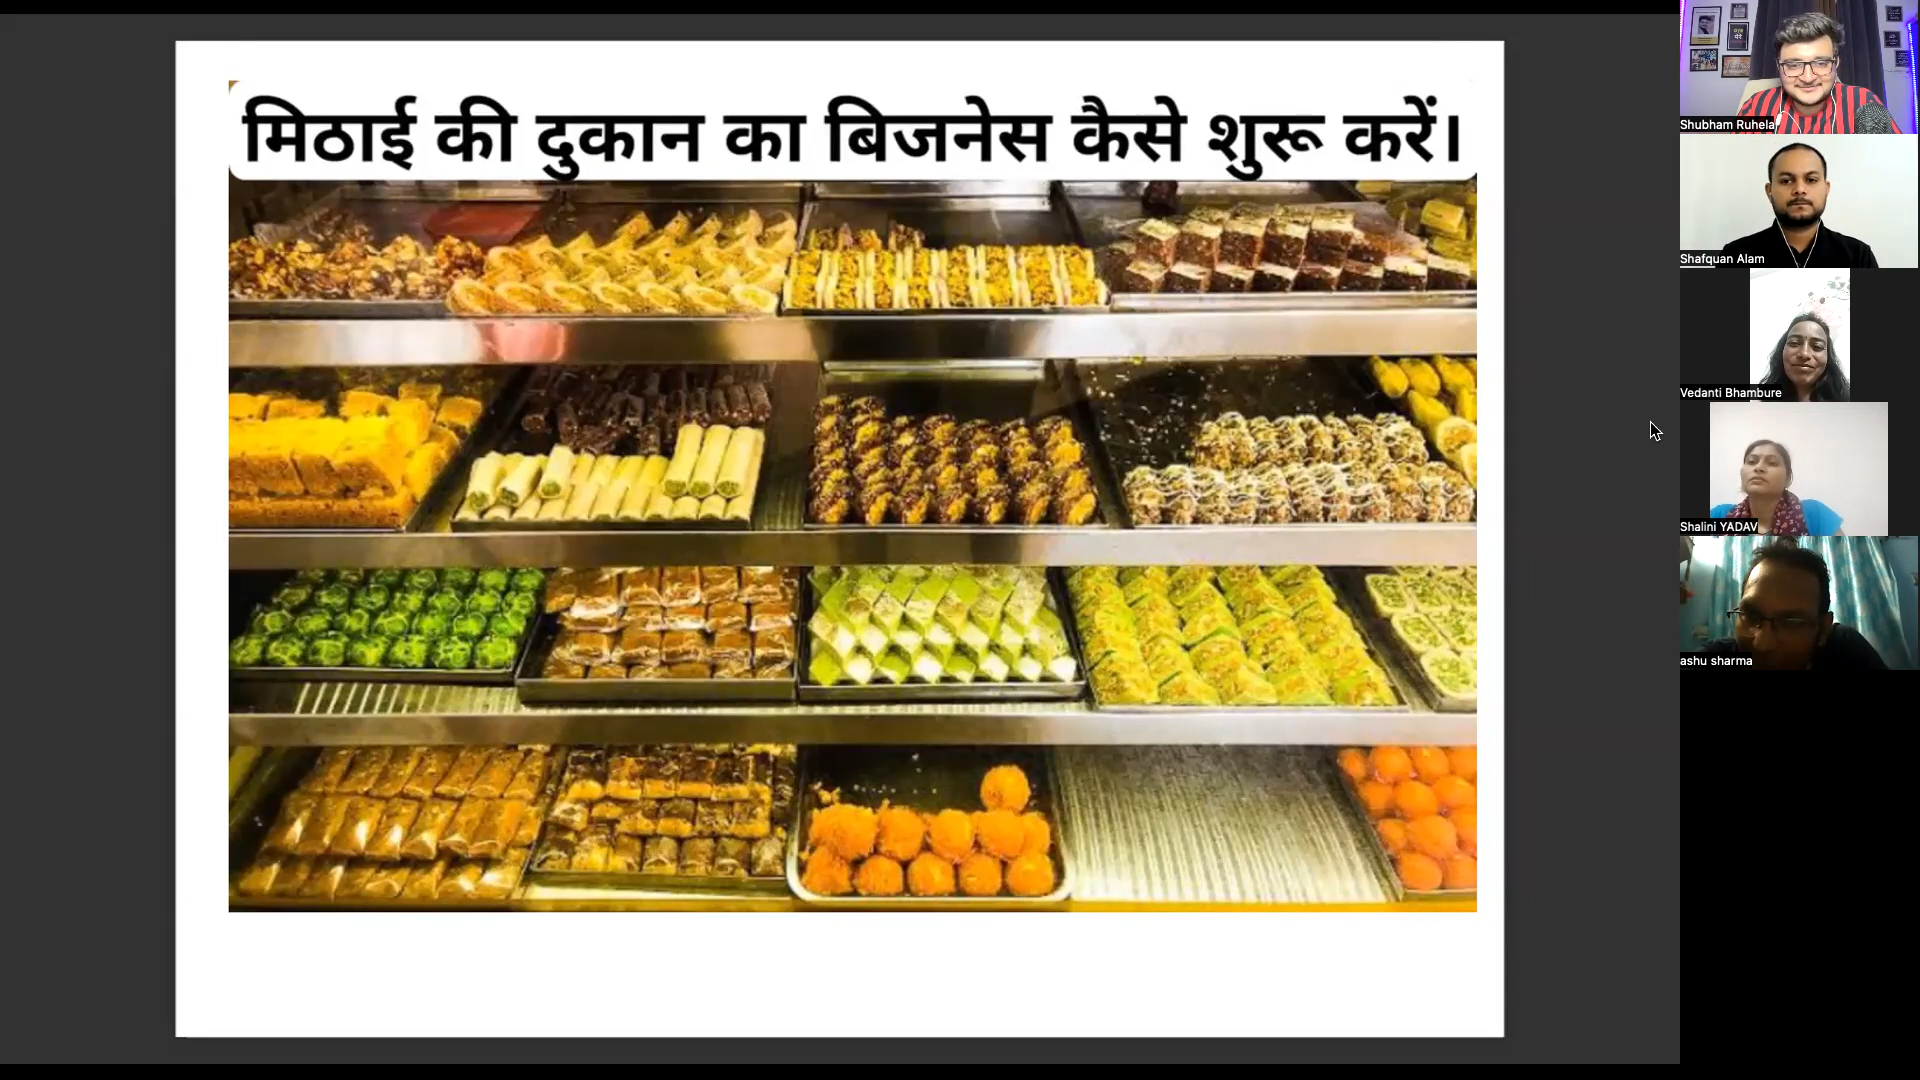 मिठाई की दुकान का बिजनेस कैसे शुरू करें।
Shubham Ruhela
Shafquan Alam
Vedanti Bhambure
Shalini YADAV
ashu sharma